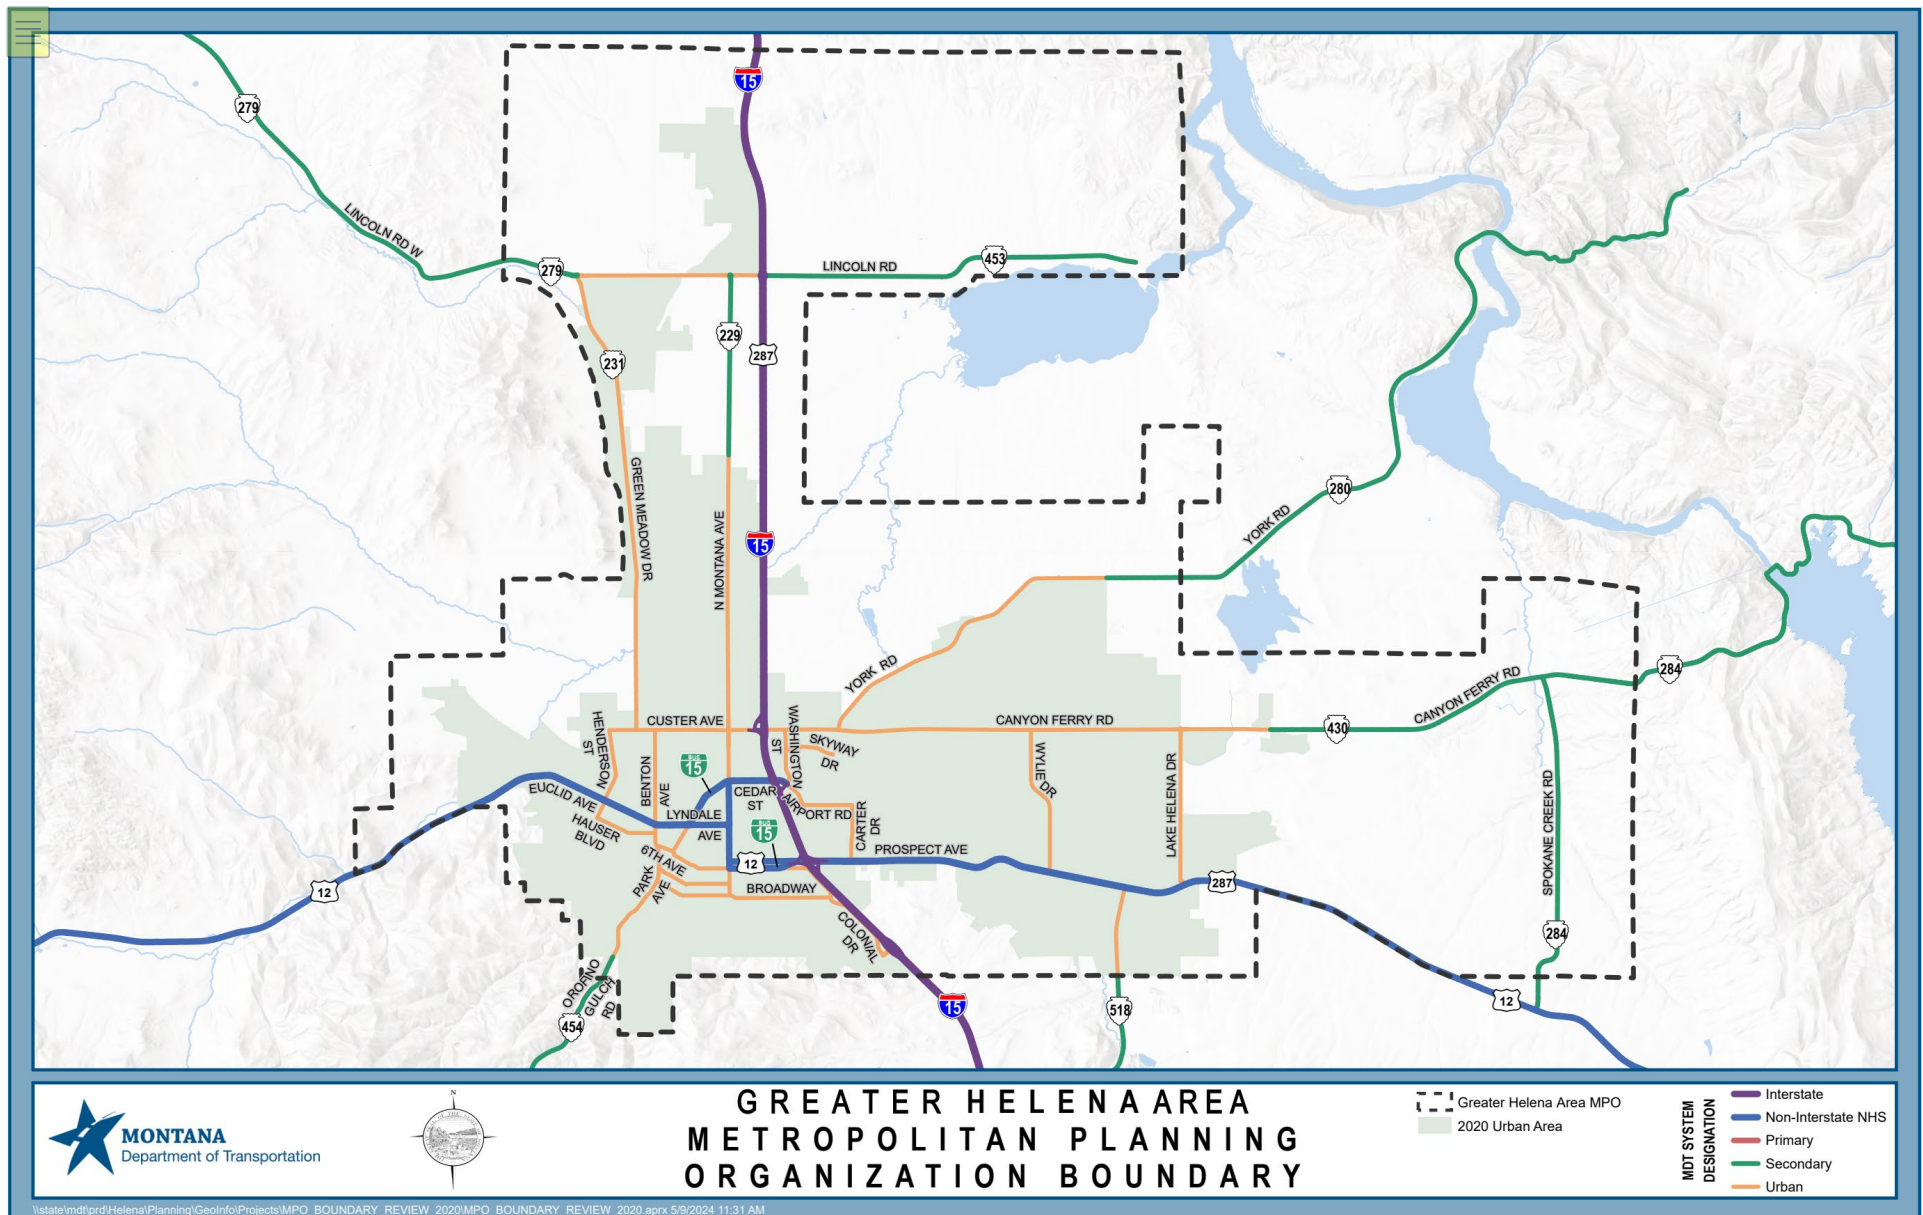 15
279
LINCOLN RD W
279
LINCOLN RD
453
229
231
287
GREEN MEADOW DR
N MONTANA AVE
15
280
YORK RD
YORK RD
284
CANYON FERRY RD
430
CUSTER AVE
CANYON FERRY RD
HENDERSON
ST
WASHINGTON
ST
SKYWAY
DR
WYLIE DR
LAKE HELENA DR
SPOKANE CREEK RD
BENTON
AVE
BUS
15
CEDAR
ST
AIRPORT RD
EUCLID AVE
LYNDALE
AVE
BUS
15
CARTER
DR
HAUSER
BLVD
6TH AVE
12
PROSPECT AVE
PARK
AVE
BROADWAY
12
287
COLONIAL
DR
284
OROFINO
GULCH
RD
454
15
518
12
MONTANA
Department of Transportation
N
GREATER HELENA AREA
METROPOLITAN PLANNING
ORGANIZATION BOUNDARY
Greater Helena Area MPO
2020 Urban Area
MDT SYSTEM
DESIGNATION
Interstate
Non-Interstate NHS
Primary
Secondary
Urban
\\state\mdt\prd\Helena\Planning\GeoInfo\Projects\MPO_BOUNDARY_REVIEW_2020\MPO_BOUNDARY_REVIEW_2020.aprx 5/9/2024 11:31 AM